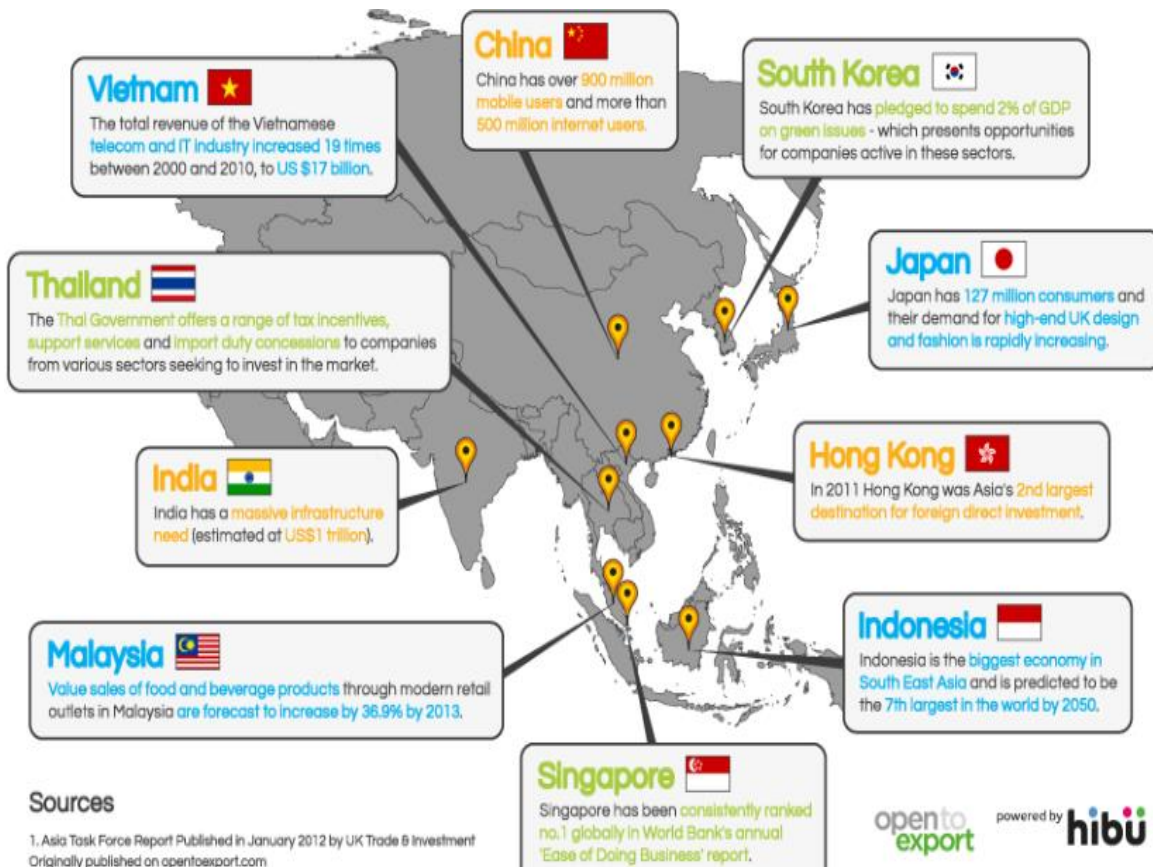 China
China has over 900 million
mobile users and more than
500 million internet users.
Vietnam
The total revenue of the Vietnamese
telecom and IT industry increased 19 times
between 2000 and 2010, to US $17 billion.
South Korea
South Korea has pledged to spend 2% of GDP
on green issues - which presents opportunities
for companies active in these sectors.
Thailand
The Thai Government offers a range of tax incentives,
support services and import duty concessions to companies
from various sectors seeking to invest in the market.
Japan
Japan has 127 million consumers and
their demand for high-end UK design
and fashion is rapidly increasing.
India
India has a massive infrastructure
need (estimated at US$1 trillion).
Hong Kong
In 2011 Hong Kong was Asia's 2nd largest
destination for foreign direct investment.
Malaysia
Value sales of food and beverage products through modern retail
outlets in Malaysia are forecast to increase by 36.9% by 2013.
Indonesia
Indonesia is the biggest economy in
South East Asia and is predicted to be
the 7th largest in the world by 2050.
Singapore
Singapore has been consistently ranked
no.1 globally in World Bank's annual
'Ease of Doing Business' report.
Sources
1. Asia Task Force Report Published in January 2012 by UK Trade & Investment
Originally published on opentoexport.com
open to
export
powered by hibü